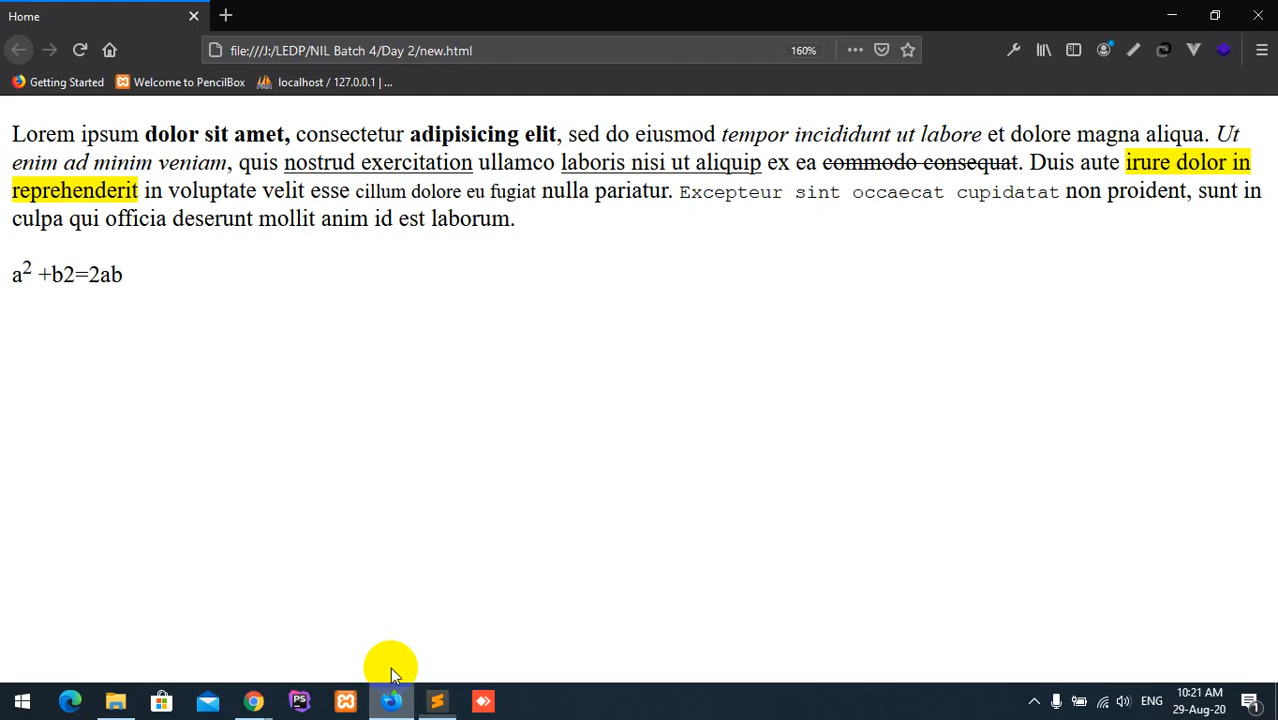 Home
file:///J:/LEDP/NIL Batch 4/Day 2/new.html
160%
Getting Started
Welcome to PencilBox
localhost / 127.0.0.1 | ...
Lorem ipsum dolor sit amet, consectetur adipisicing elit, sed do eiusmod tempor incididunt ut labore et dolore magna aliqua. Ut
enim ad minim veniam, quis nostrud exercitation ullamco laboris nisi ut aliquip ex ea commodo consequat. Duis aute irure dolor in
reprehenderit in voluptate velit esse cillum dolore eu fugiat nulla pariatur. Excepteur sint occaecat cupidatat non proident, sunt in
culpa qui officia deserunt mollit anim id est laborum.
a² +b2=2ab
PS
ENG
10:21 AM
29-Aug-20
1